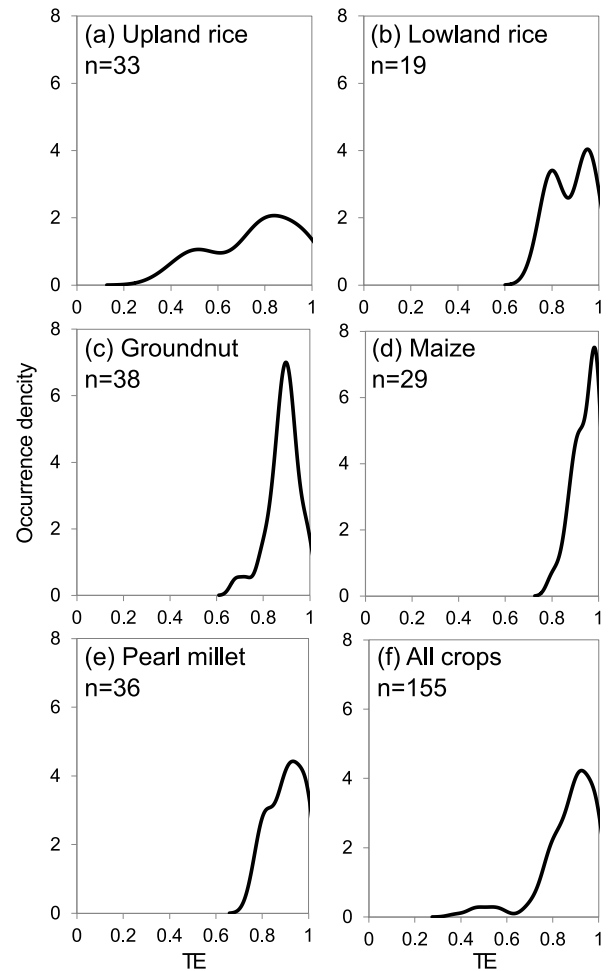 (a) Upland rice
n=33
8
6
4
2
0
0 0.2 0.4 0.6 0.8 1
(b) Lowland rice
n=19
8
6
4
2
0
0 0.2 0.4 0.6 0.8 1
Occurrence dencity
(c) Groundnut
n=38
8
6
4
2
0
0 0.2 0.4 0.6 0.8 1
(d) Maize
n=29
8
6
4
2
0
0 0.2 0.4 0.6 0.8 1
(e) Pearl millet
n=36
8
6
4
2
0
0 0.2 0.4 0.6 0.8 1
TE
(f) All crops
n=155
8
6
4
2
0
0 0.2 0.4 0.6 0.8 1
TE